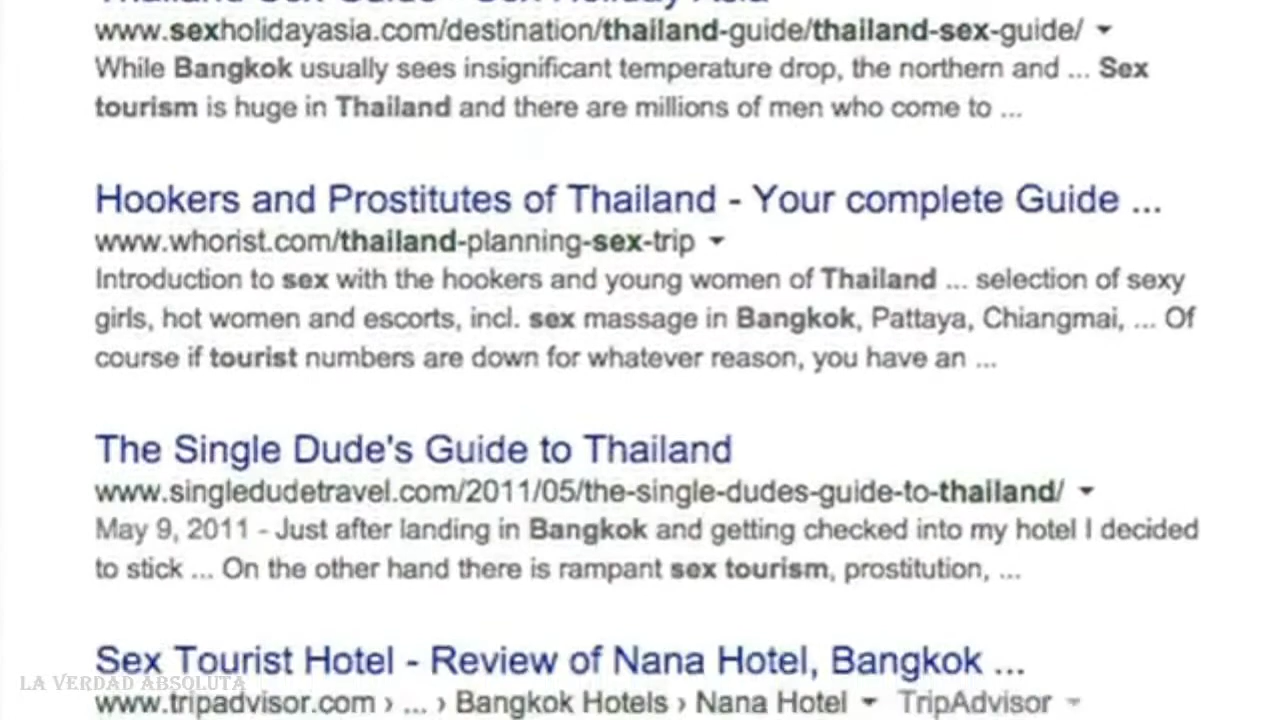 Thailand Sex Guide - Sex Holiday Asia
www.sexholidayasia.com/destination/thailand-guide/thailand-sex-guide/
While Bangkok usually sees insignificant temperature drop, the northern and ... Sex
tourism is huge in Thailand and there are millions of men who come to ...
Hookers and Prostitutes of Thailand - Your complete Guide ...
www.whorist.com/thailand-planning-sex-trip
Introduction to sex with the hookers and young women of Thailand ... selection of sexy
girls, hot women and escorts, incl. sex massage in Bangkok, Pattaya, Chiangmai, ... Of
course if tourist numbers are down for whatever reason, you have an ...
The Single Dude's Guide to Thailand
www.singledudetravel.com/2011/05/the-single-dudes-guide-to-thailand/
May 9, 2011 - Just after landing in Bangkok and getting checked into my hotel I decided
to stick ... On the other hand there is rampant sex tourism, prostitution, ...
Sex Tourist Hotel - Review of Nana Hotel, Bangkok ...
LA VERDAD ABSOLUTA
www.tripadvisor.com › ... › Bangkok Hotels › Nana Hotel TripAdvisor